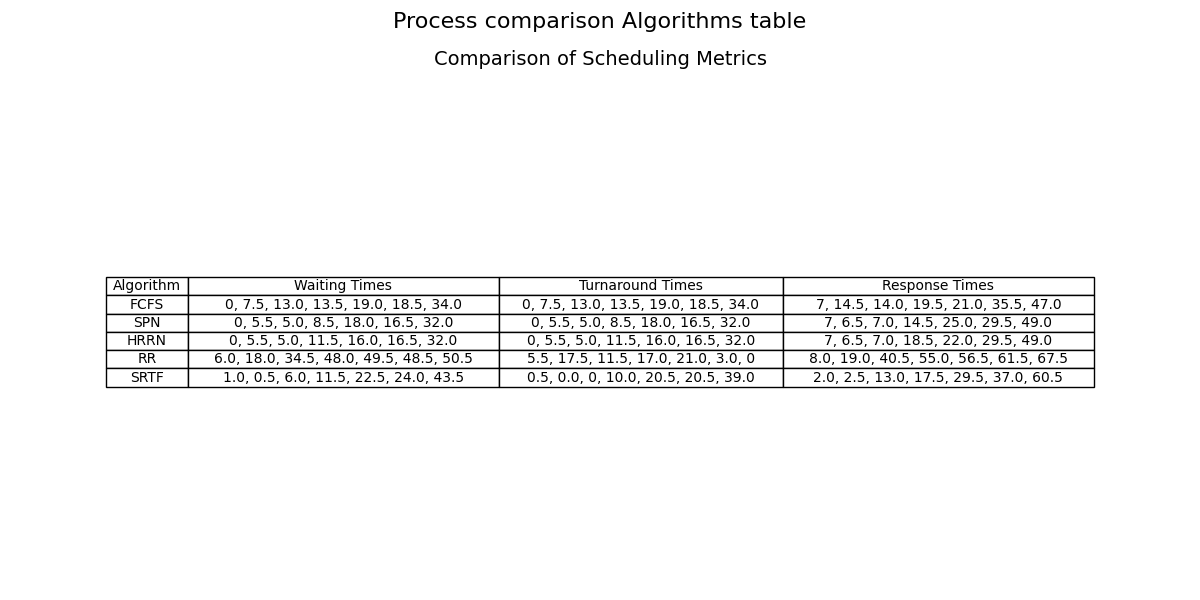 Process comparison Algorithms table
Comparison of Scheduling Metrics
Algorithm Waiting Times Turnaround Times Response Times
FCFS 0, 7.5, 13.0, 13.5, 19.0, 18.5, 34.0 0, 7.5, 13.0, 13.5, 19.0, 18.5, 34.0 7, 14.5, 14.0, 19.5, 21.0, 35.5, 47.0
SPN 0, 5.5, 5.0, 8.5, 18.0, 16.5, 32.0 0, 5.5, 5.0, 8.5, 18.0, 16.5, 32.0 7, 6.5, 7.0, 14.5, 25.0, 29.5, 49.0
HRRN 0, 5.5, 5.0, 11.5, 16.0, 16.5, 32.0 0, 5.5, 5.0, 11.5, 16.0, 16.5, 32.0 7, 6.5, 7.0, 18.5, 22.0, 29.5, 49.0
RR 6.0, 18.0, 34.5, 48.0, 49.5, 48.5, 50.5 5.5, 17.5, 11.5, 17.0, 21.0, 3.0, 0 8.0, 19.0, 40.5, 55.0, 56.5, 61.5, 67.5
SRTF 1.0, 0.5, 6.0, 11.5, 22.5, 24.0, 43.5 0.5, 0.0, 0, 10.0, 20.5, 20.5, 39.0 2.0, 2.5, 13.0, 17.5, 29.5, 37.0, 60.5